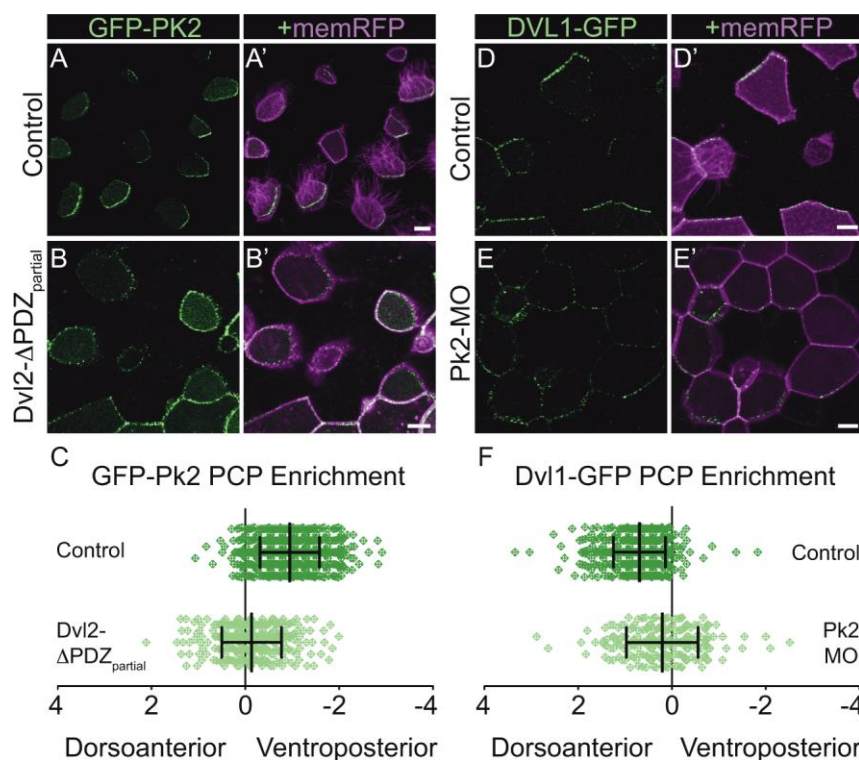 GFP-PK2 +memRFP
DVL1-GFP +memRFP
A A'
D D'
Control
Control
B B'
E E'
Dvl2-ΔPDZpartial
Pk2-MO
C GFP-Pk2 PCP Enrichment
F Dvl1-GFP PCP Enrichment
Control
Dvl2-
ΔPDZpartial
4 2 0 -2 -4
Dorsoanterior Ventroposterior
Control
Pk2
MO
4 2 0 -2 -4
Dorsoanterior Ventroposterior